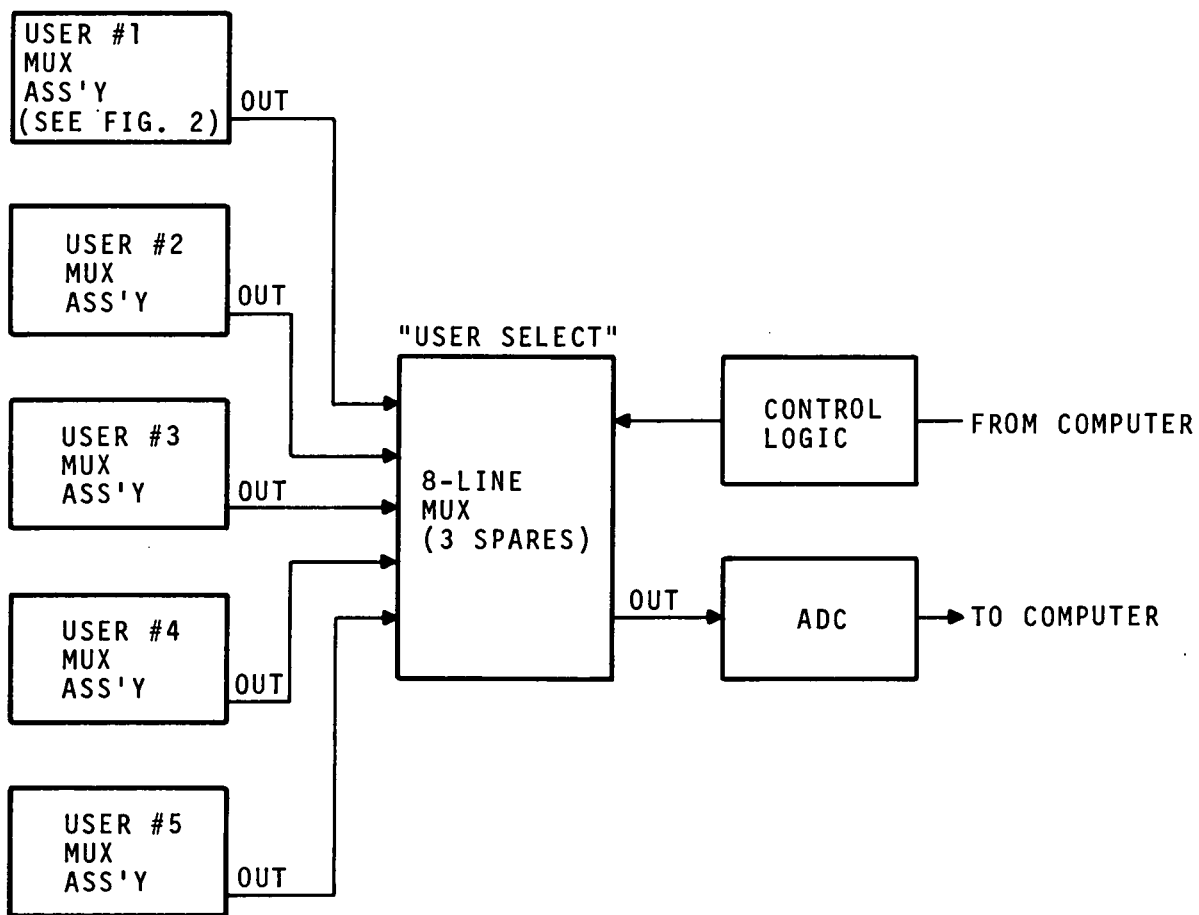 USER #1
MUX
ASS'Y
(SEE FIG. 2)
OUT
USER #2
MUX
ASS'Y
OUT
USER #3
MUX
ASS'Y
OUT
USER #4
MUX
ASS'Y
OUT
USER #5
MUX
ASS'Y
OUT
"USER SELECT"
8-LINE
MUX
(3 SPARES)
CONTROL
LOGIC
FROM COMPUTER
OUT
ADC
TO COMPUTER